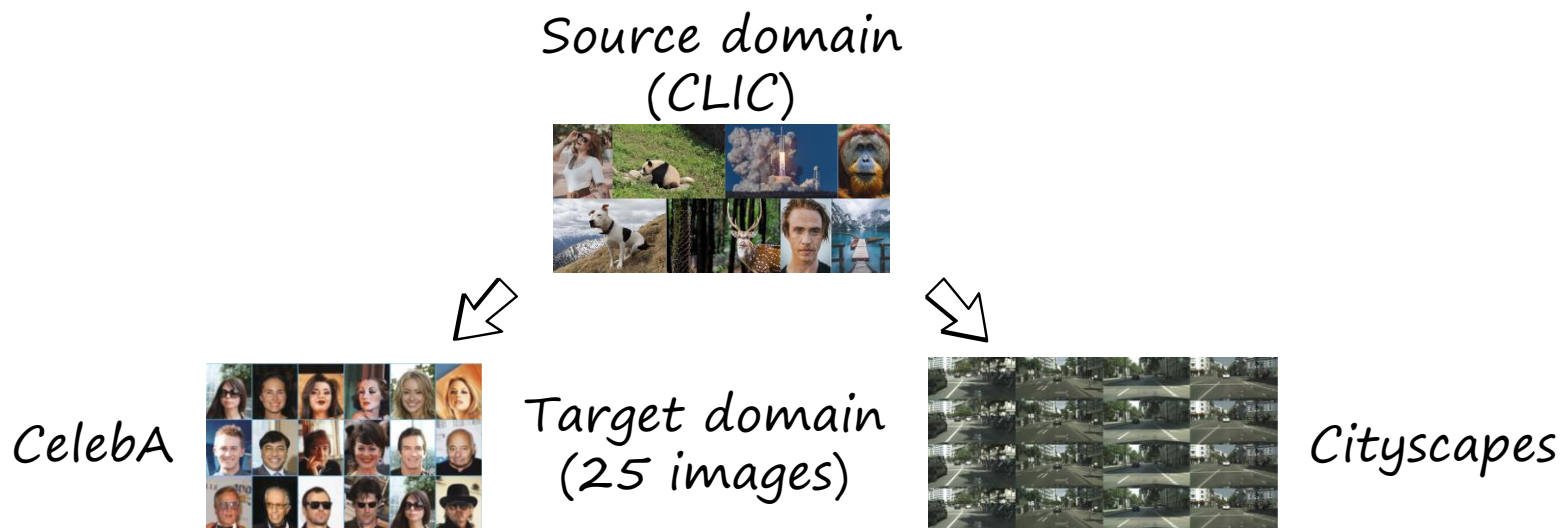 Source domain
(CLIC)
CelebA
Target domain
(25 images)
Cityscapes